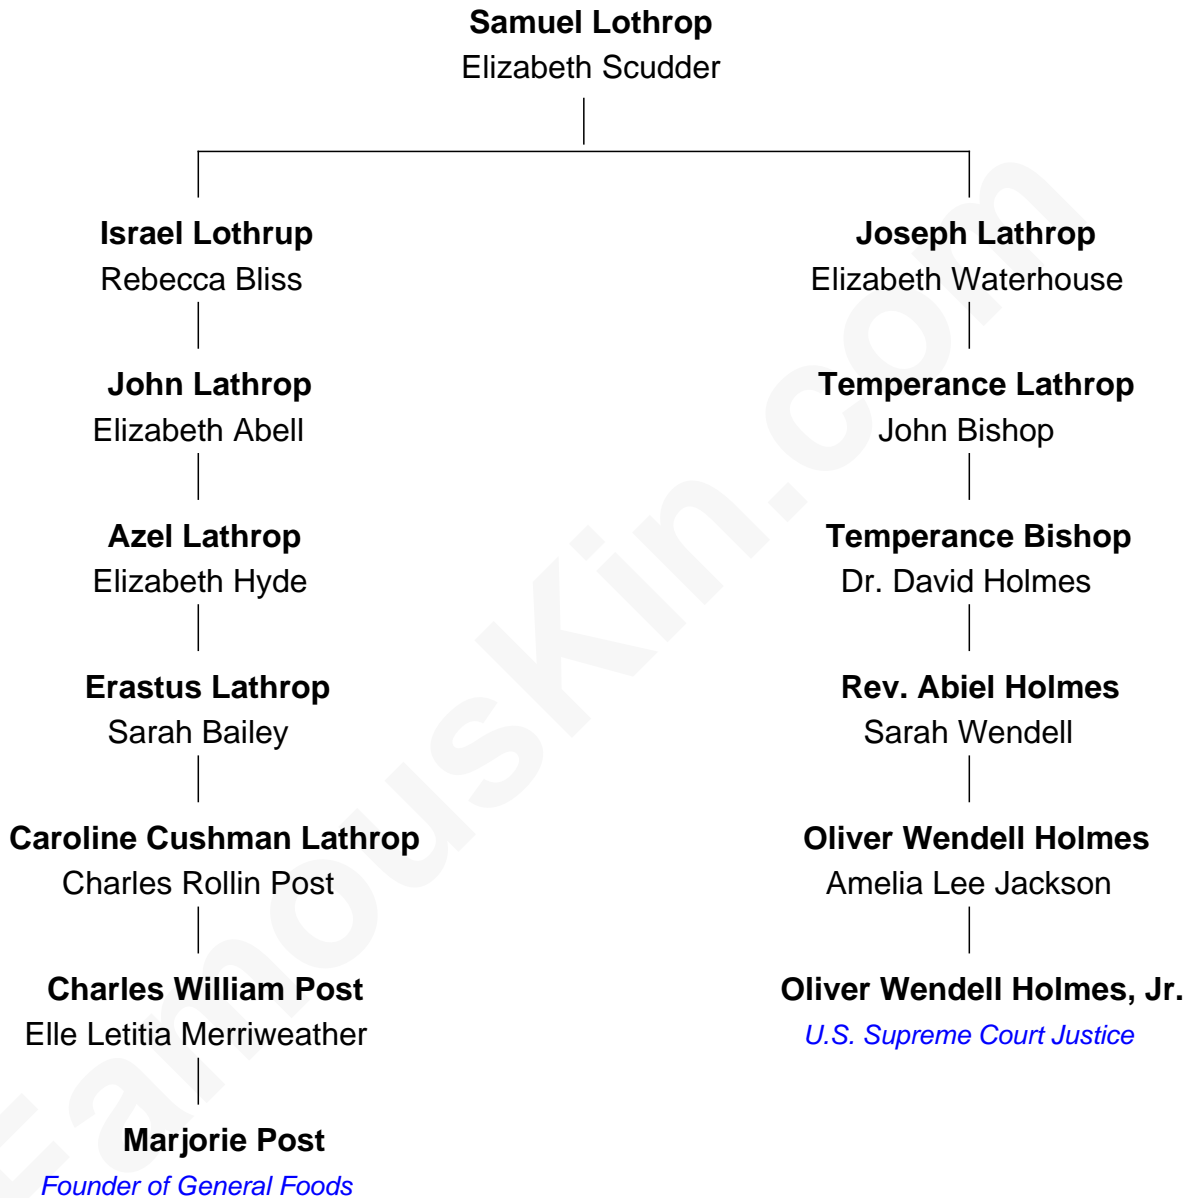 Samuel Lothrop
Elizabeth Scudder
Israel Lothrup
Rebecca Bliss
John Lathrop
Elizabeth Abell
Azel Lathrop
Elizabeth Hyde
Erastus Lathrop
Sarah Bailey
Caroline Cushman Lathrop
Charles Rollin Post
Charles William Post
Elle Letitia Merriweather
Marjorie Post
Founder of General Foods
Joseph Lathrop
Elizabeth Waterhouse
Temperance Lathrop
John Bishop
Temperance Bishop
Dr. David Holmes
Rev. Abiel Holmes
Sarah Wendell
Oliver Wendell Holmes
Amelia Lee Jackson
Oliver Wendell Holmes, Jr.
U.S. Supreme Court Justice
FamousKin.com